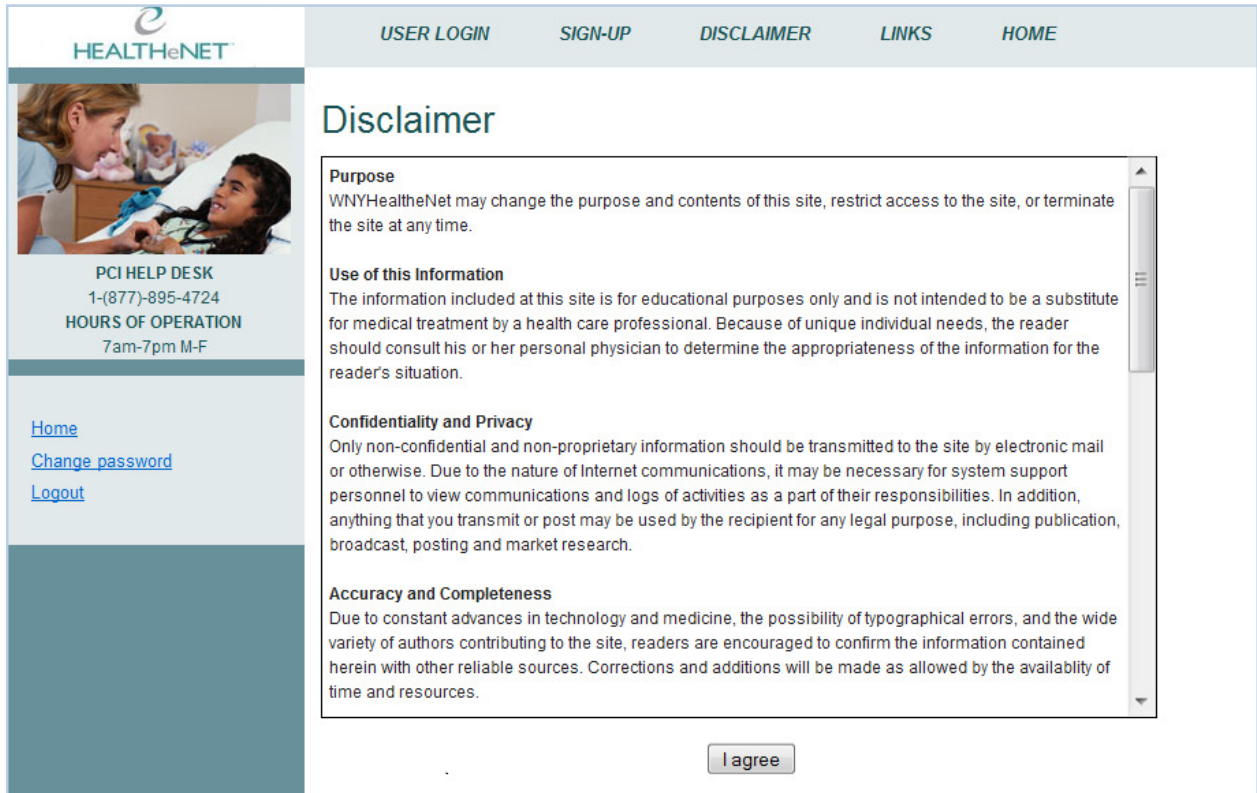 HEALTHeNET
USER LOGIN SIGN-UP DISCLAIMER LINKS HOME
PCI HELP DESK
1-(877)-895-4724
HOURS OF OPERATION
7am-7pm M-F
Home
Change password
Logout
Disclaimer
Purpose
WNYHealtheNet may change the purpose and contents of this site, restrict access to the site, or terminate
the site at any time.
Use of this Information
The information included at this site is for educational purposes only and is not intended to be a substitute
for medical treatment by a health care professional. Because of unique individual needs, the reader
should consult his or her personal physician to determine the appropriateness of the information for the
reader's situation.
Confidentiality and Privacy
Only non-confidential and non-proprietary information should be transmitted to the site by electronic mail
or otherwise. Due to the nature of Internet communications, it may be necessary for system support
personnel to view communications and logs of activities as a part of their responsibilities. In addition,
anything that you transmit or post may be used by the recipient for any legal purpose, including publication,
broadcast, posting and market research.
Accuracy and Completeness
Due to constant advances in technology and medicine, the possibility of typographical errors, and the wide
variety of authors contributing to the site, readers are encouraged to confirm the information contained
herein with other reliable sources. Corrections and additions will be made as allowed by the availablity of
time and resources.
I agree